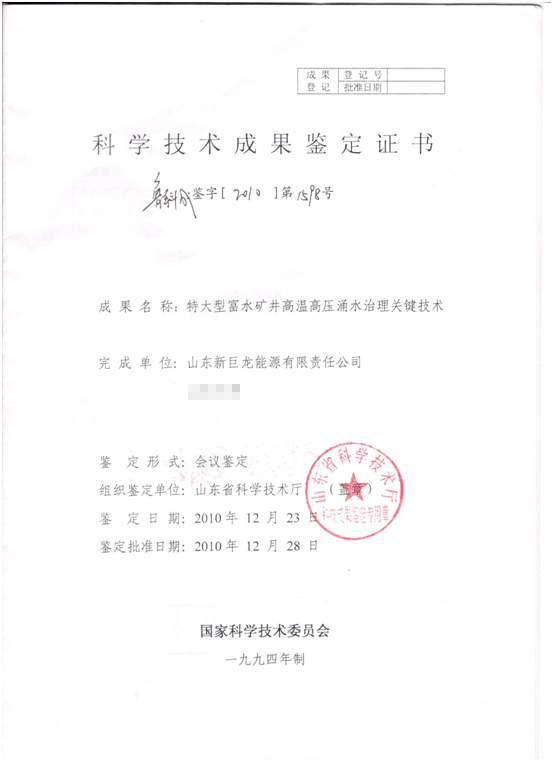 成果 登记号
登记 批准日期
科学技术成果鉴定证书
鲁科成鉴字[2010]第1598号
成果名称：特大型富水矿井高温高压涌水治理关键技术
完成单位：山东新巨龙能源有限责任公司
鉴定形式：会议鉴定
组织鉴定单位：山东省科学技术厅（盖章）
鉴定日期：2010年12月23日
鉴定批准日期：2010年12月28日
山东省科学技术厅
科技成果鉴定专用章
国家科学技术委员会
一九九四年制